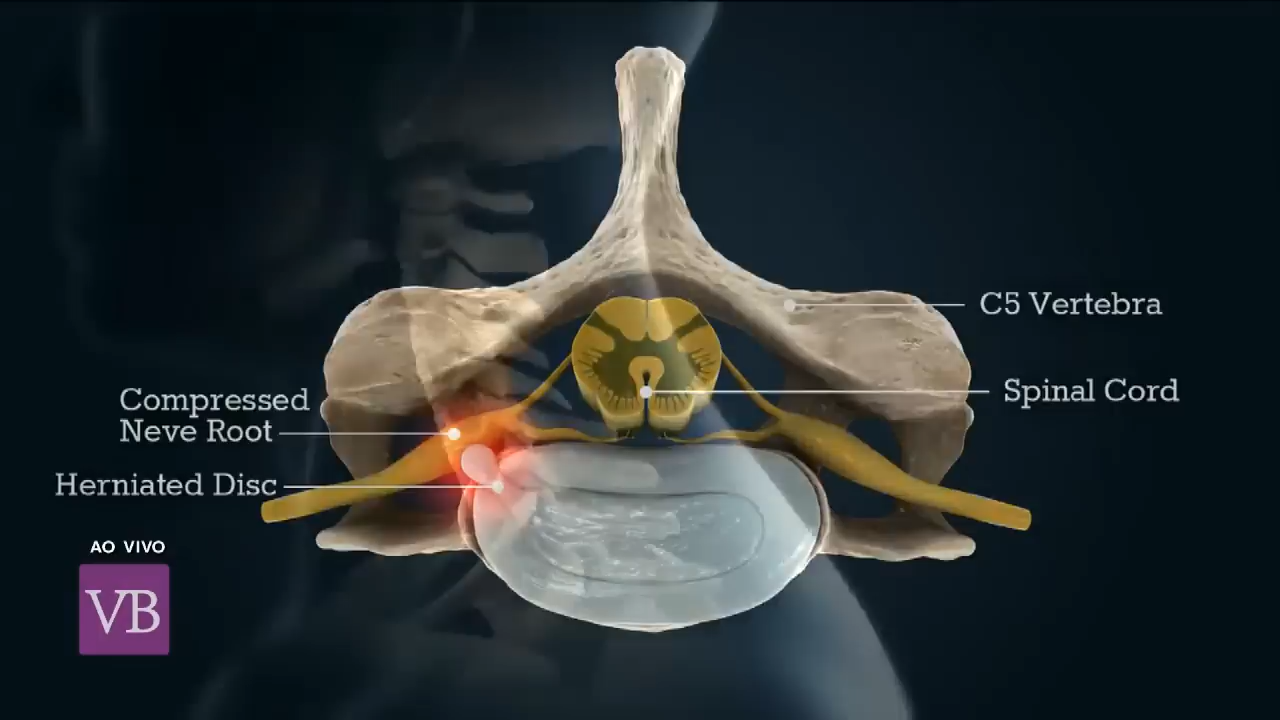 C5 Vertebra
Spinal Cord
Compressed
Neve Root
Herniated Disc
AO VIVO
VB